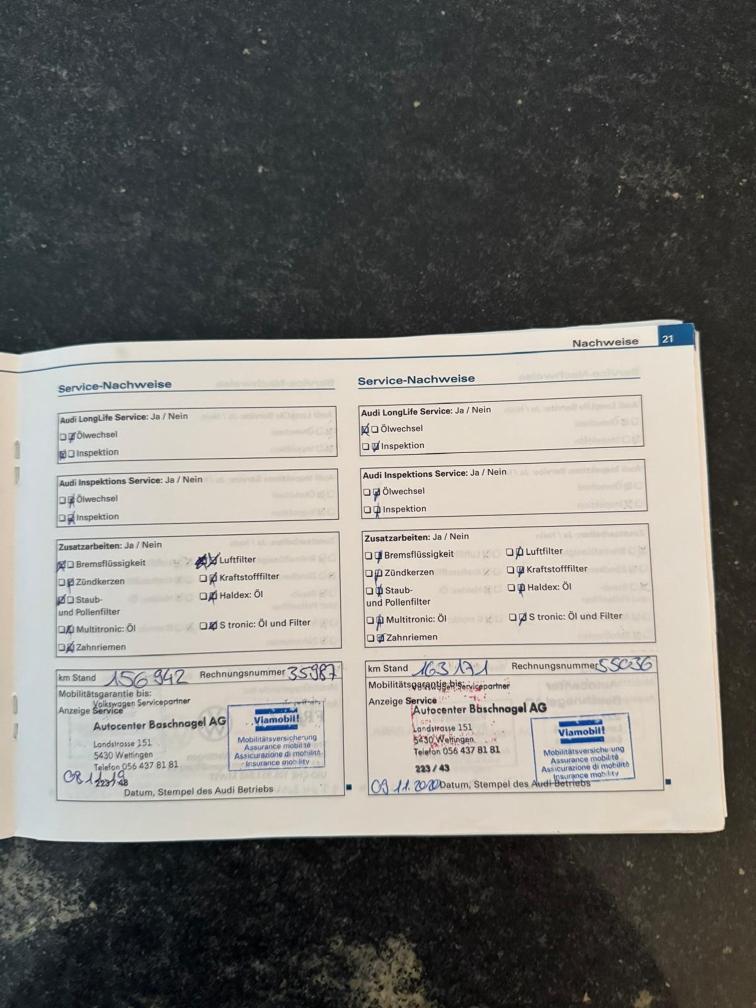 Nachweise 21
Service-Nachweise
Audi LongLife Service: Ja / Nein
Ölwechsel
Inspektion
Audi Inspektions Service: Ja / Nein
Ölwechsel
Inspektion
Zusatzarbeiten: Ja / Nein
Bremsflüssigkeit
Luftfilter
Zündkerzen
Kraftstofffilter
Staub-
und Pollenfilter
Haldex: Öl
Multitronic: Öl
S tronic: Öl und Filter
Zahnriemen
km Stand 156 942 Rechnungsnummer 35987
Mobilitätsgarantie bis:
Volkswagen Servicepartner
Anzeige Service
Autocenter Baschnagel AG
Landstrasse 151
5430 Wettingen
Telefon 056 437 81 81
08.11.19
223 / 43
Viamobil!
Mobilitätsversicherung
Assurance mobilité
Assicurazione di mobilità
Insurance mobility
Datum, Stempel des Audi Betriebs
Service-Nachweise
Audi LongLife Service: Ja / Nein
Ölwechsel
Inspektion
Audi Inspektions Service: Ja / Nein
Ölwechsel
Inspektion
Zusatzarbeiten: Ja / Nein
Bremsflüssigkeit
Luftfilter
Zündkerzen
Kraftstofffilter
Staub-
und Pollenfilter
Haldex: Öl
Multitronic: Öl
S tronic: Öl und Filter
Zahnriemen
km Stand 163 171 Rechnungsnummer 55036
Mobilitätsgarantie bis:
Servicepartner
Anzeige Service
Autocenter Baschnagel AG
Landstrasse 151
5430 Wettingen
Telefon 056 437 81 81
223 / 43
Viamobil!
Mobilitätsversicherung
Assurance mobilité
Assicurazione di mobilità
Insurance mobility
09.11.2020 Datum, Stempel des Audi Betriebs